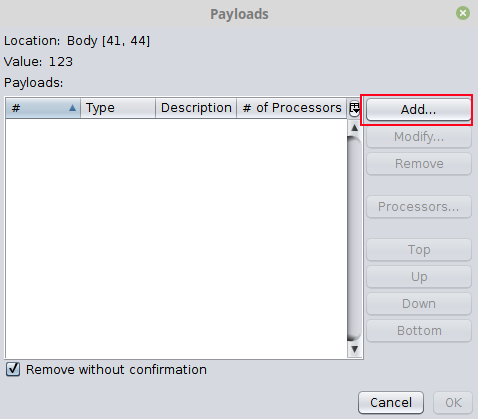 Payloads
Location: Body [41, 44]
Value: 123
Payloads:
# Type Description # of Processors
Add...
Modify...
Remove
Processors...
Top
Up
Down
Bottom
Remove without confirmation
Cancel OK